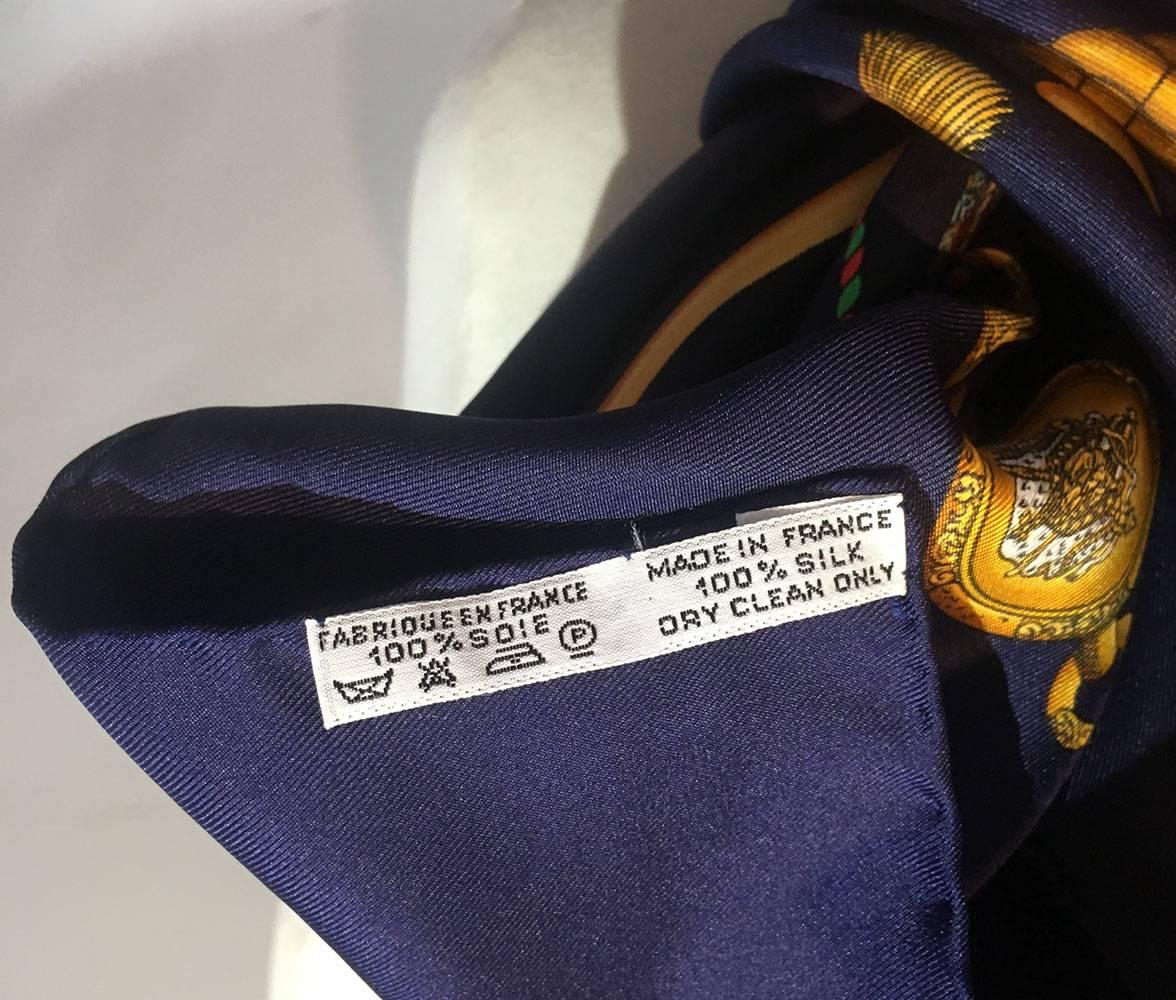 FABRIQUE EN FRANCE
100% SOIE
P
MADE IN FRANCE
100% SILK
DRY CLEAN ONLY